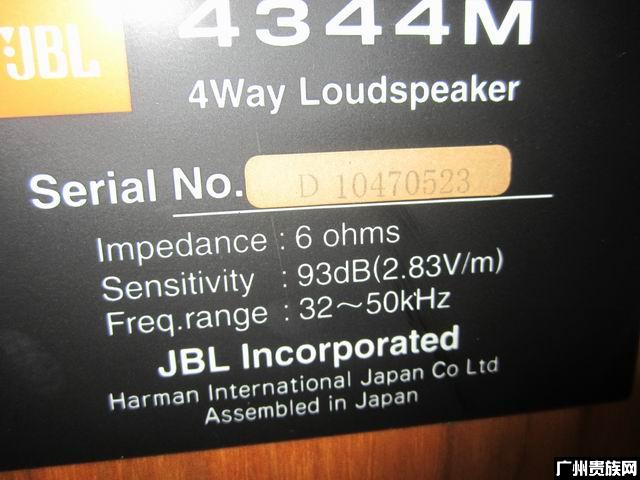 JBL
4344M
4Way Loudspeaker
Serial No. D 10470523
Impedance : 6 ohms
Sensitivity : 93dB(2.83V/m)
Freq.range : 32～50kHz
JBL Incorporated
Harman International Japan Co Ltd
Assembled in Japan
广州贵族网